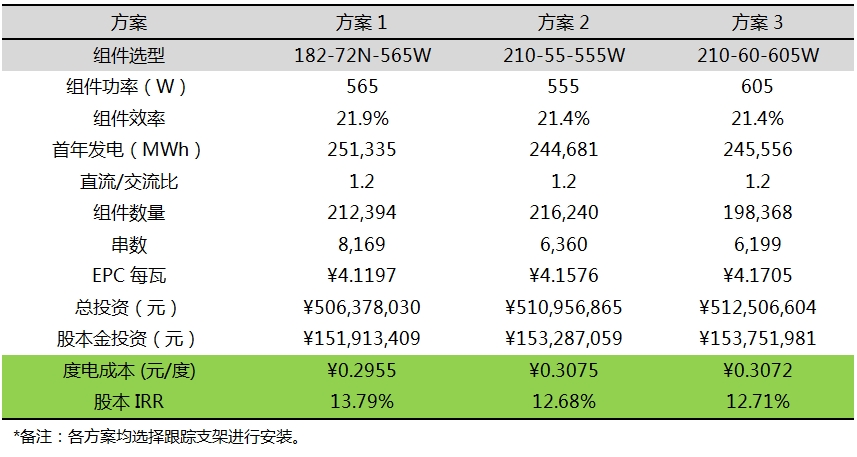 方案 方案 1 方案 2 方案 3
组件选型 182-72N-565W 210-55-555W 210-60-605W
组件功率（W） 565 555 605
组件效率 21.9% 21.4% 21.4%
首年发电（MWh） 251,335 244,681 245,556
直流/交流比 1.2 1.2 1.2
组件数量 212,394 216,240 198,368
串数 8,169 6,360 6,199
EPC 每瓦 ¥4.1197 ¥4.1576 ¥4.1705
总投资（元） ¥506,378,030 ¥510,956,865 ¥512,506,604
股本金投资（元） ¥151,913,409 ¥153,287,059 ¥153,751,981
度电成本 (元/度) ¥0.2955 ¥0.3075 ¥0.3072
股本 IRR 13.79% 12.68% 12.71%
*备注：各方案均选择跟踪支架进行安装。